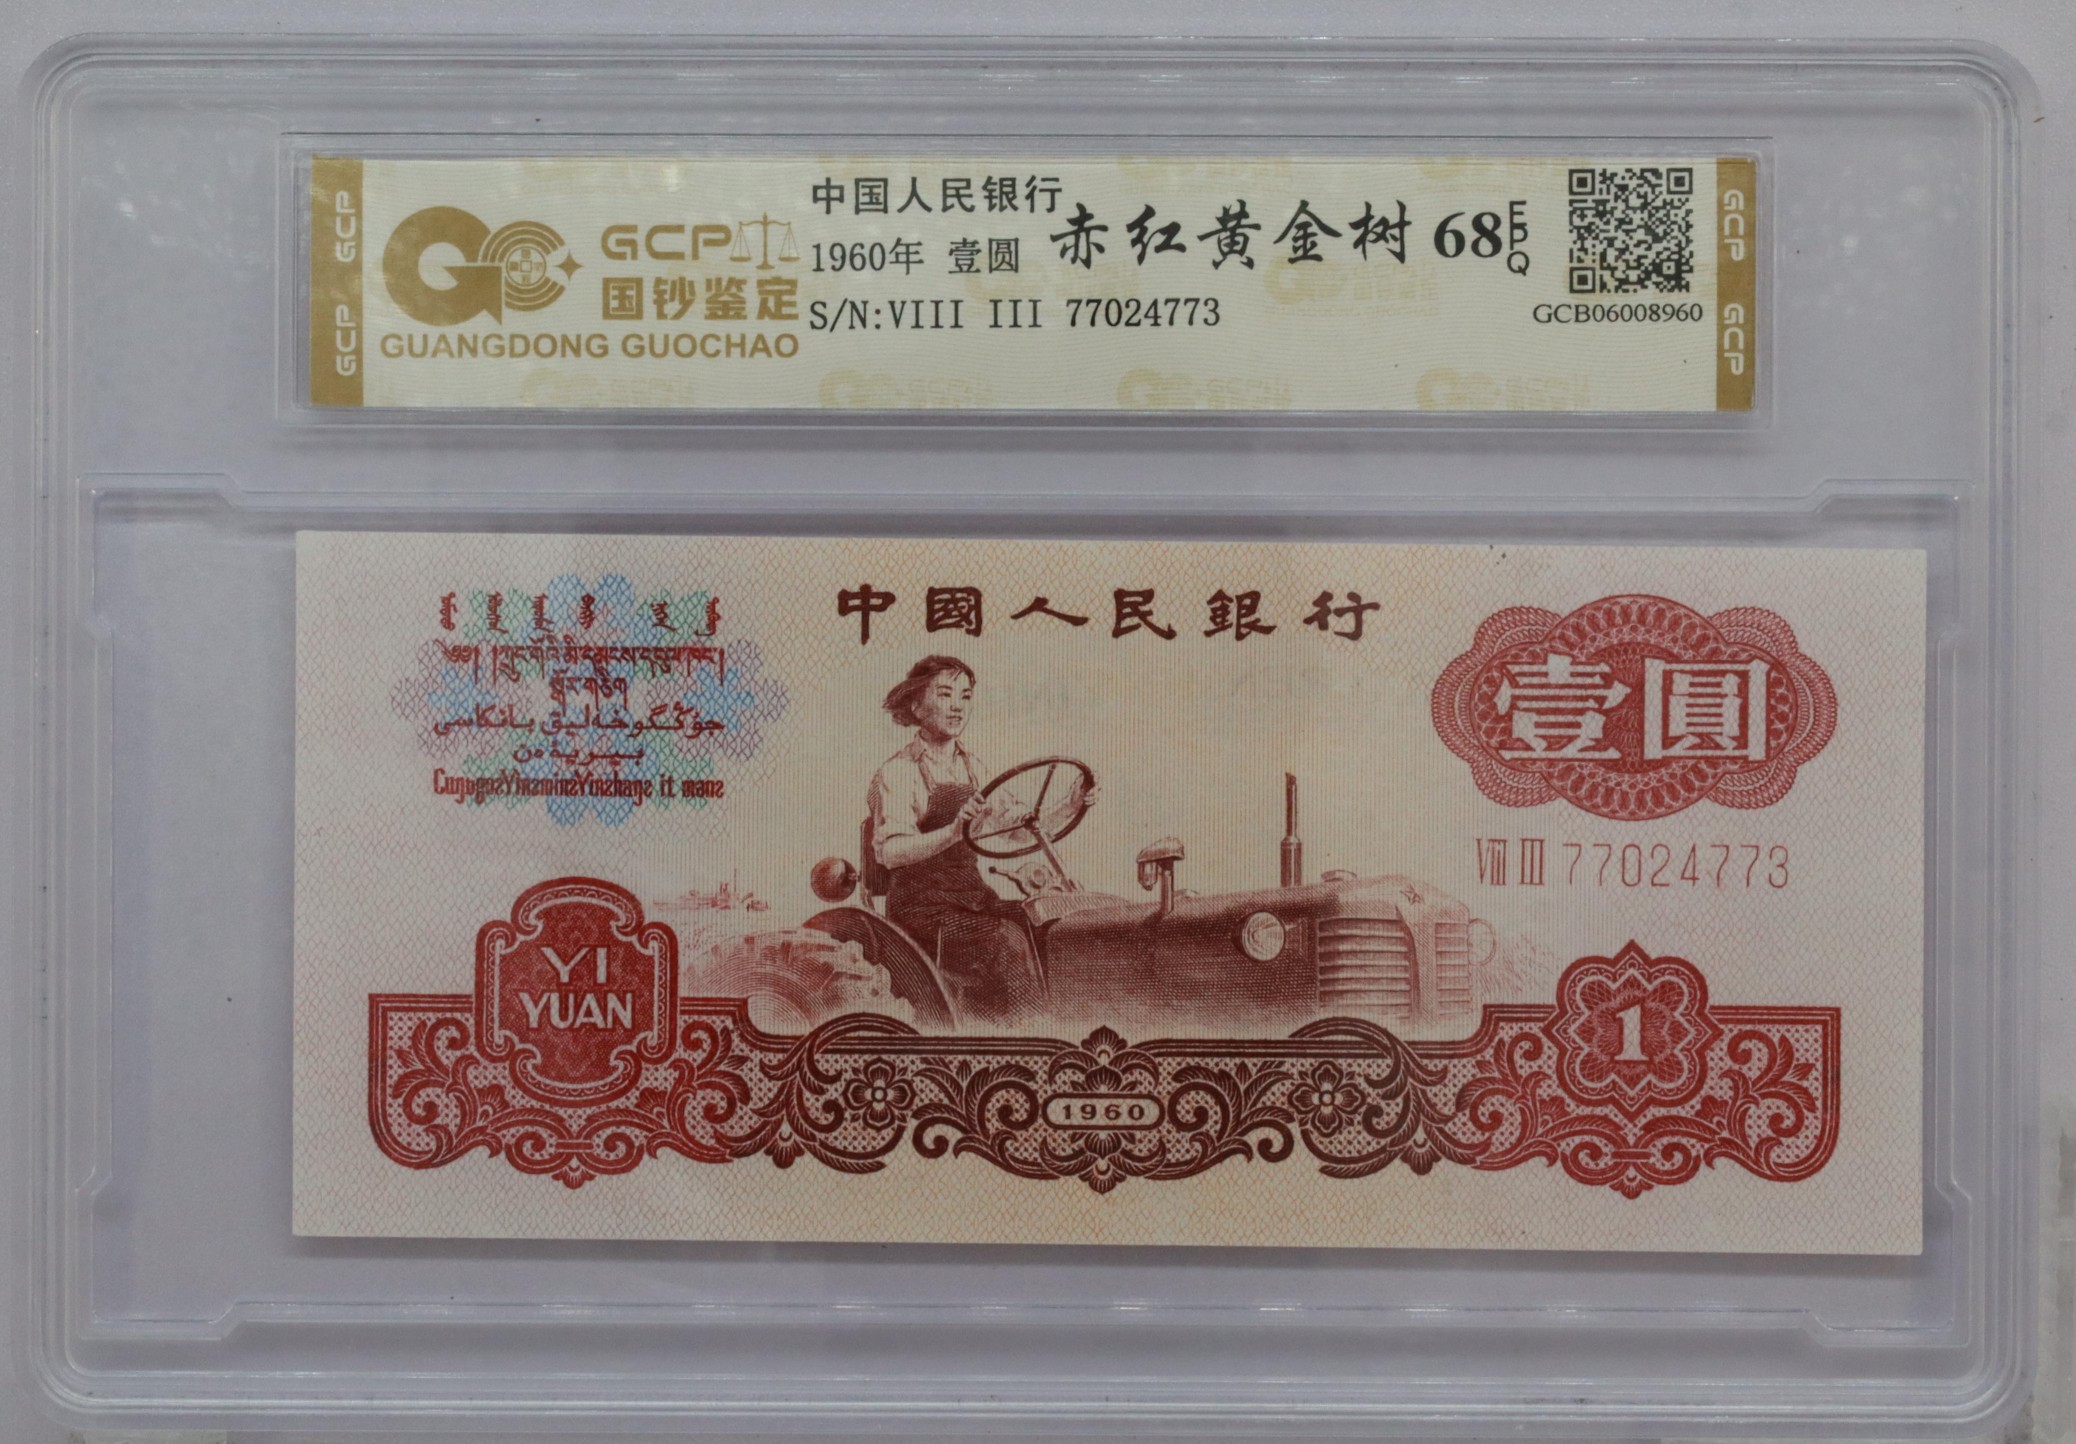 GCP GCP
GCP
国钞鉴定
GUANGDONG GUOCHAO
中国人民银行
1960年 壹圆
赤红黄金树 68 EPQ
S/N:VIII III 77024773
GCB06008960
GCP GCP
中國人民銀行
壹圓
VIII III 77024773
YI
YUAN
1960
1